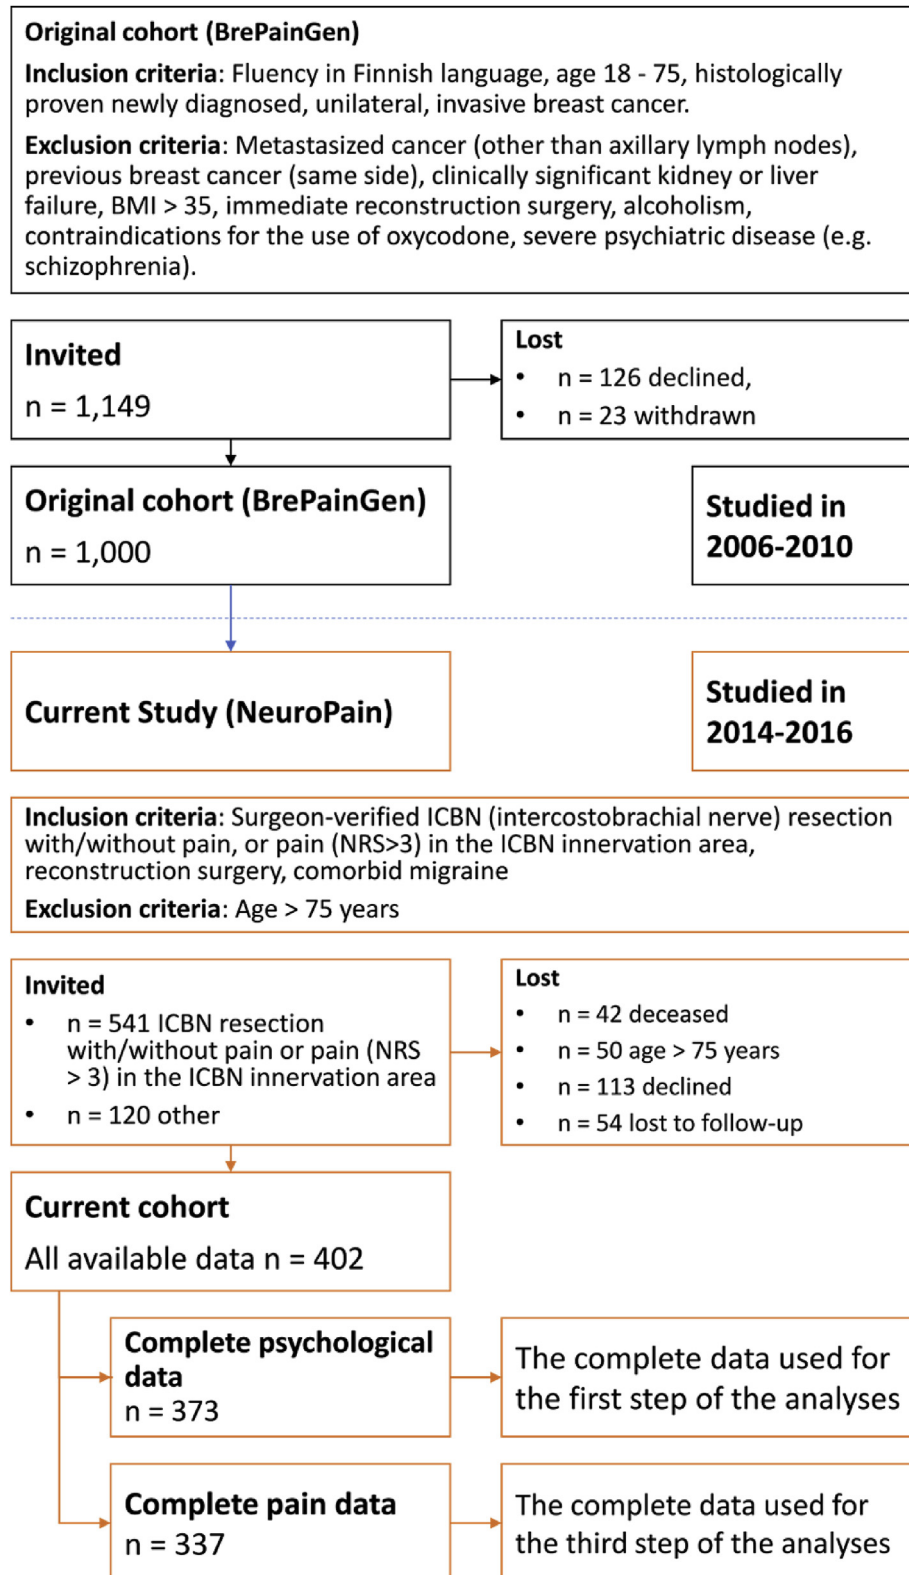 Original cohort (BrePainGen)
Inclusion criteria: Fluency in Finnish language, age 18 - 75, histologically
proven newly diagnosed, unilateral, invasive breast cancer.
Exclusion criteria: Metastasized cancer (other than axillary lymph nodes),
previous breast cancer (same side), clinically significant kidney or liver
failure, BMI > 35, immediate reconstruction surgery, alcoholism,
contraindications for the use of oxycodone, severe psychiatric disease (e.g.
schizophrenia).
Invited
n = 1,149
Lost
• n = 126 declined,
• n = 23 withdrawn
Original cohort (BrePainGen)
n = 1,000
Studied in
2006-2010
Current Study (NeuroPain)
Studied in
2014-2016
Inclusion criteria: Surgeon-verified ICBN (intercostobrachial nerve) resection
with/without pain, or pain (NRS>3) in the ICBN innervation area,
reconstruction surgery, comorbid migraine
Exclusion criteria: Age > 75 years
Invited
• n = 541 ICBN resection
with/without pain or pain (NRS
> 3) in the ICBN innervation area
• n = 120 other
Lost
• n = 42 deceased
• n = 50 age > 75 years
• n = 113 declined
• n = 54 lost to follow-up
Current cohort
All available data n = 402
Complete psychological
data
n = 373
The complete data used for
the first step of the analyses
Complete pain data
n = 337
The complete data used for
the third step of the analyses